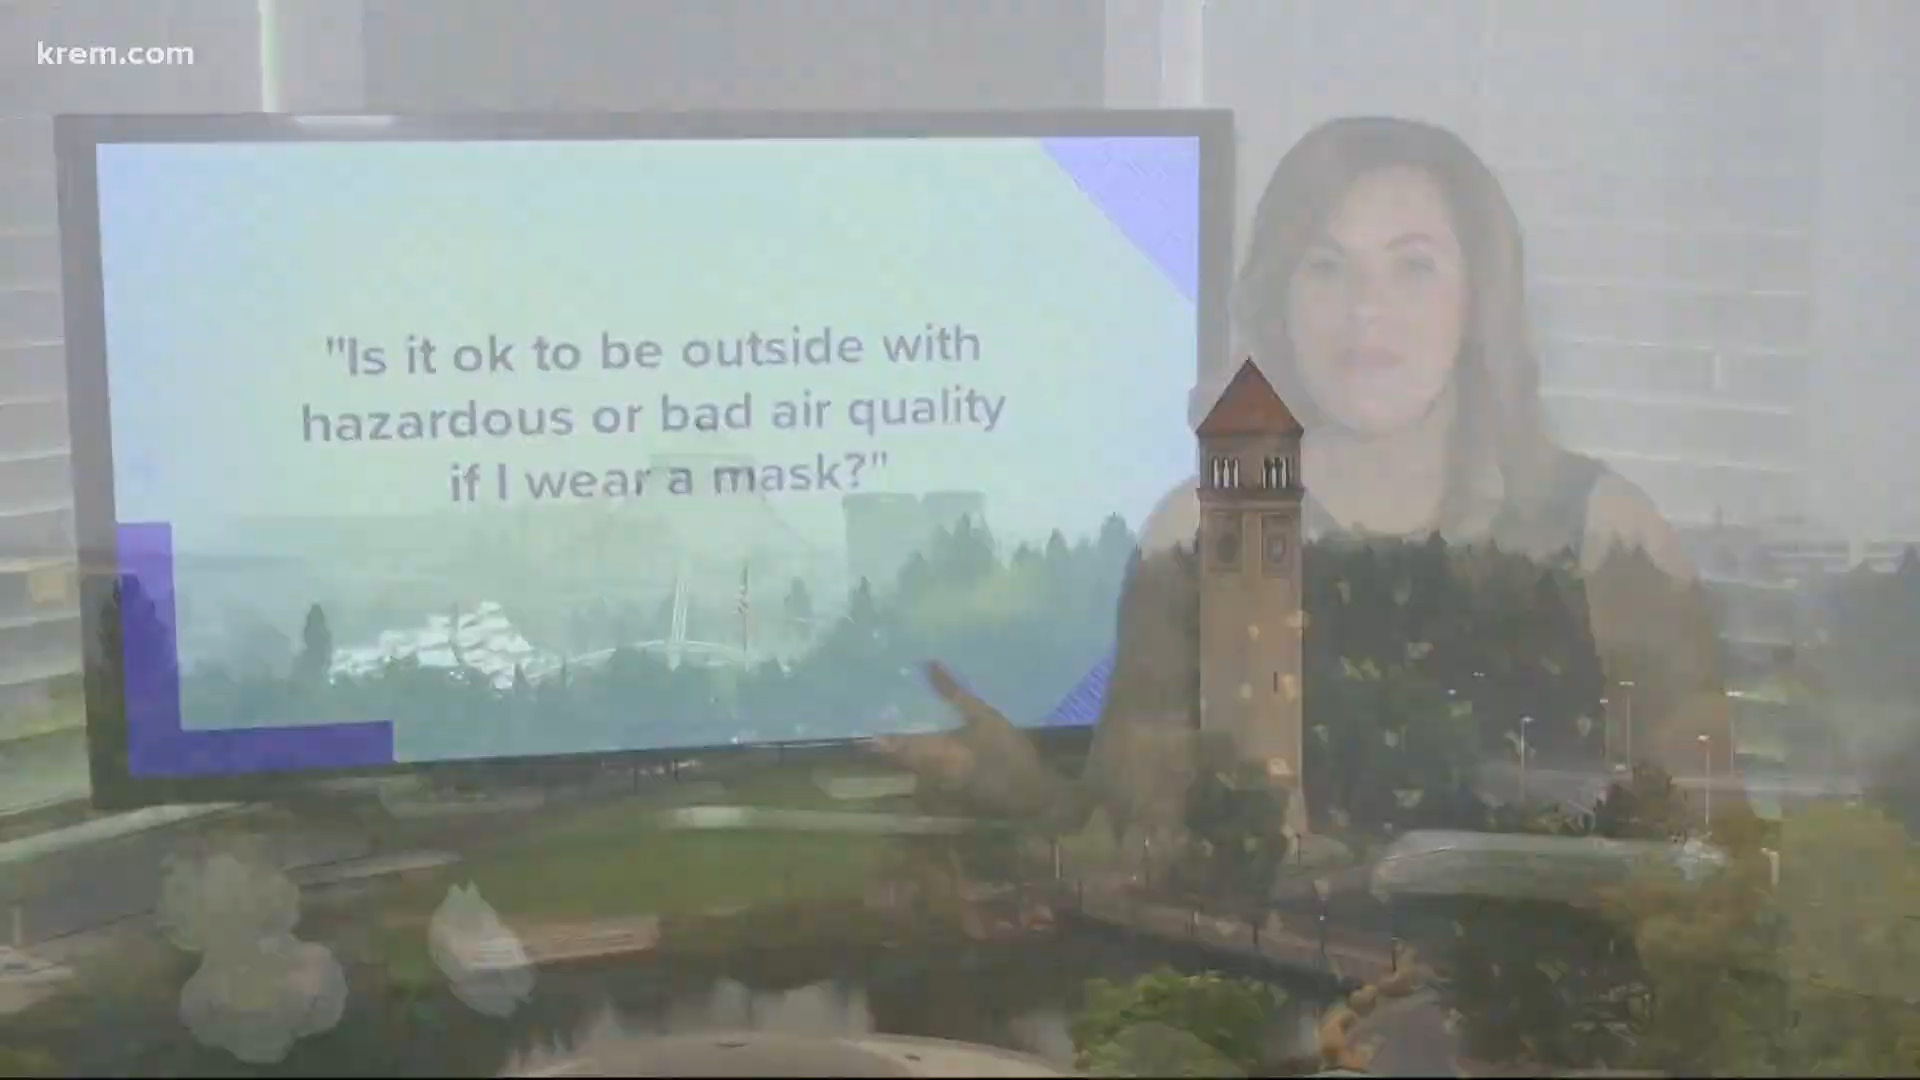 krem.com
"Is it ok to be outside with
hazardous or bad air quality
if I wear a mask?"